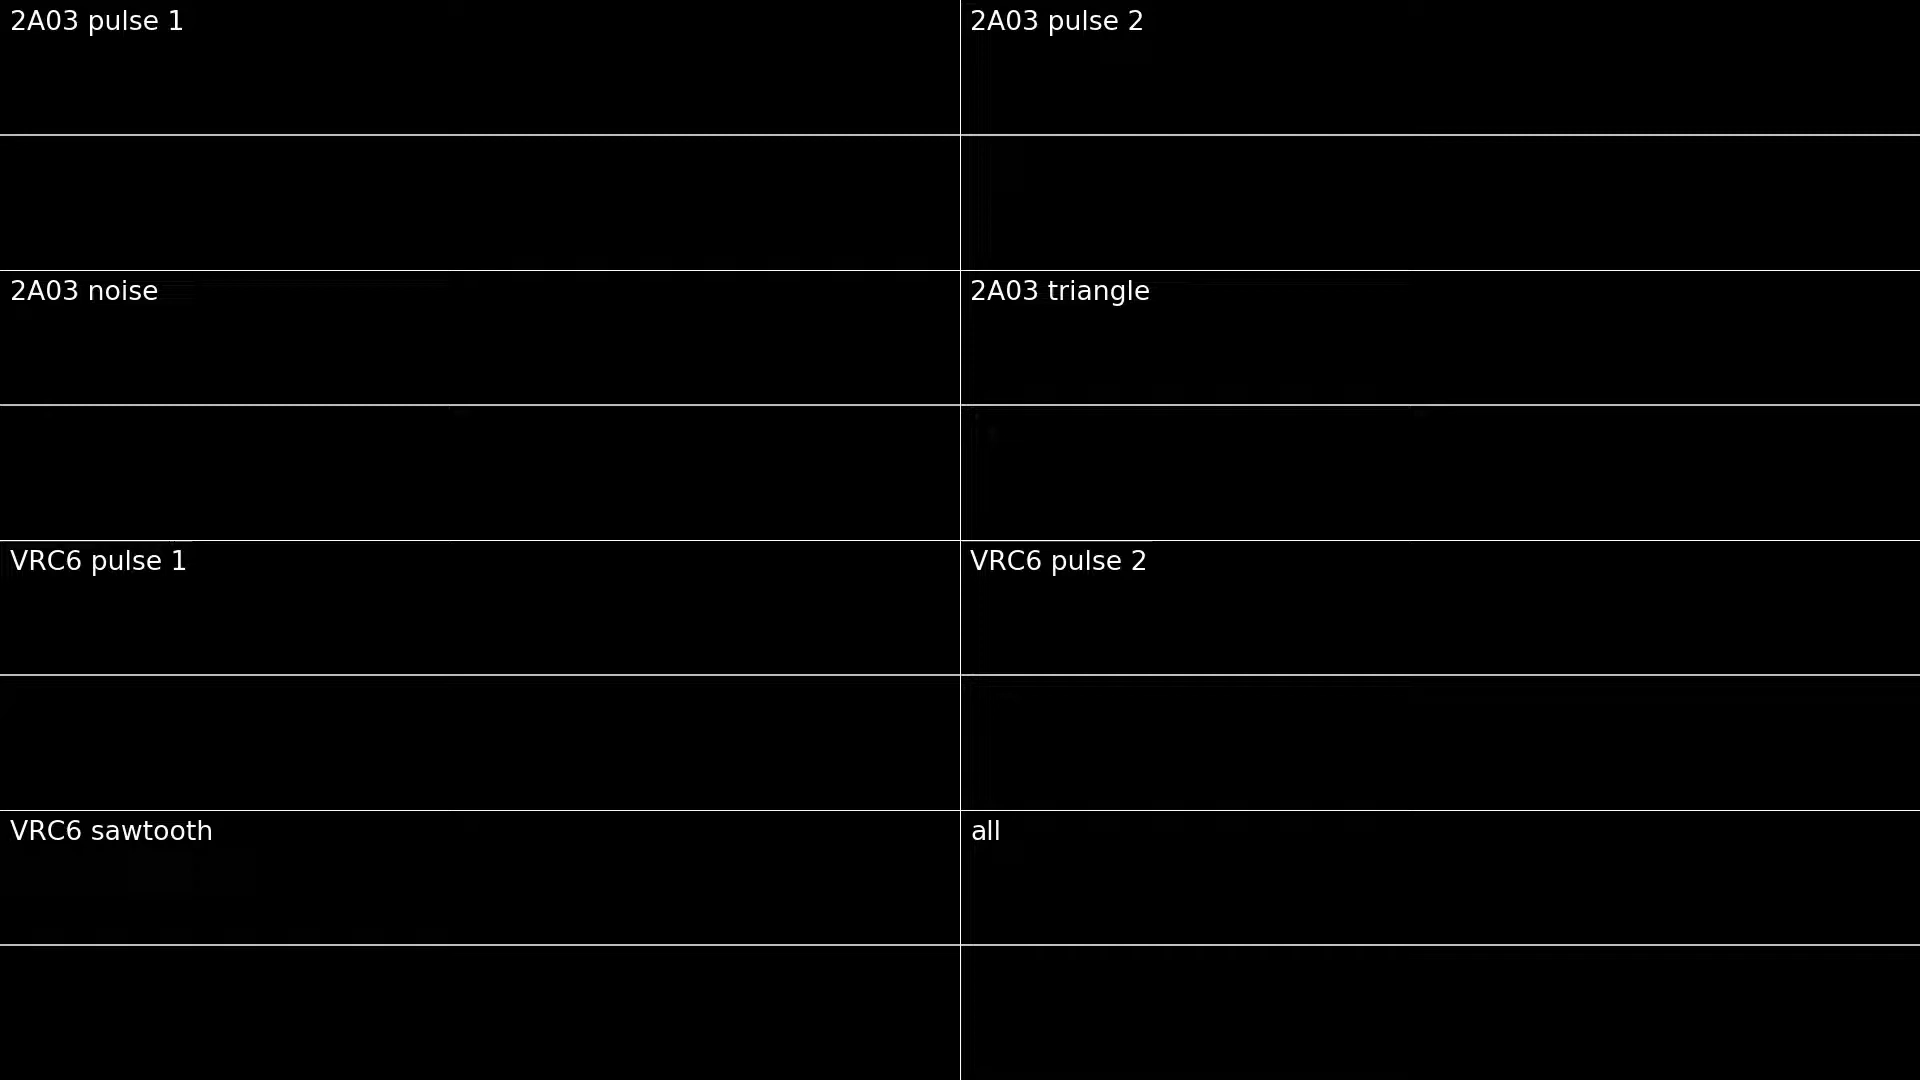 2A03 pulse 1
2A03 pulse 2
2A03 noise
2A03 triangle
VRC6 pulse 1
VRC6 pulse 2
VRC6 sawtooth
all